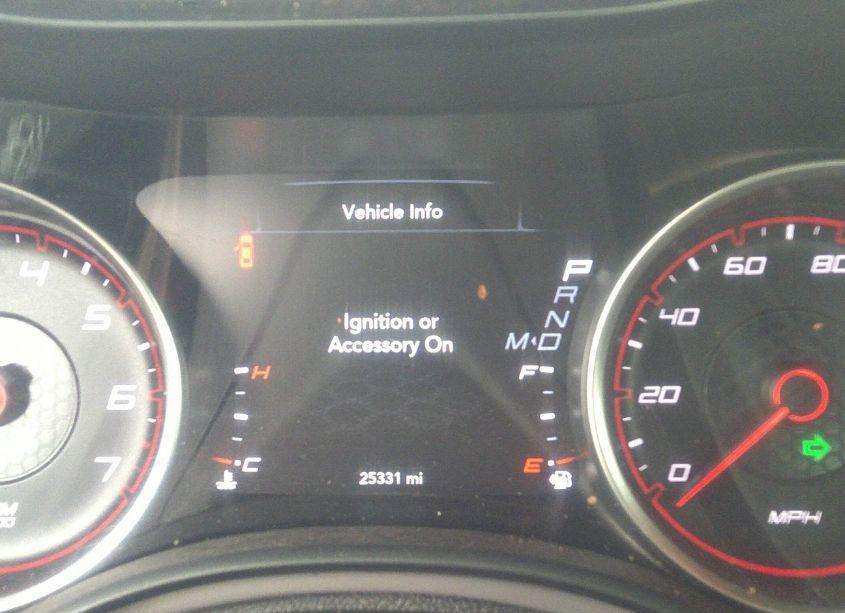 Vehicle Info
4
5
6
7
Ignition or
Accessory On
P
R
N
M
D
H
C
F
E
25331 mi
80
60
40
20
0
MPH